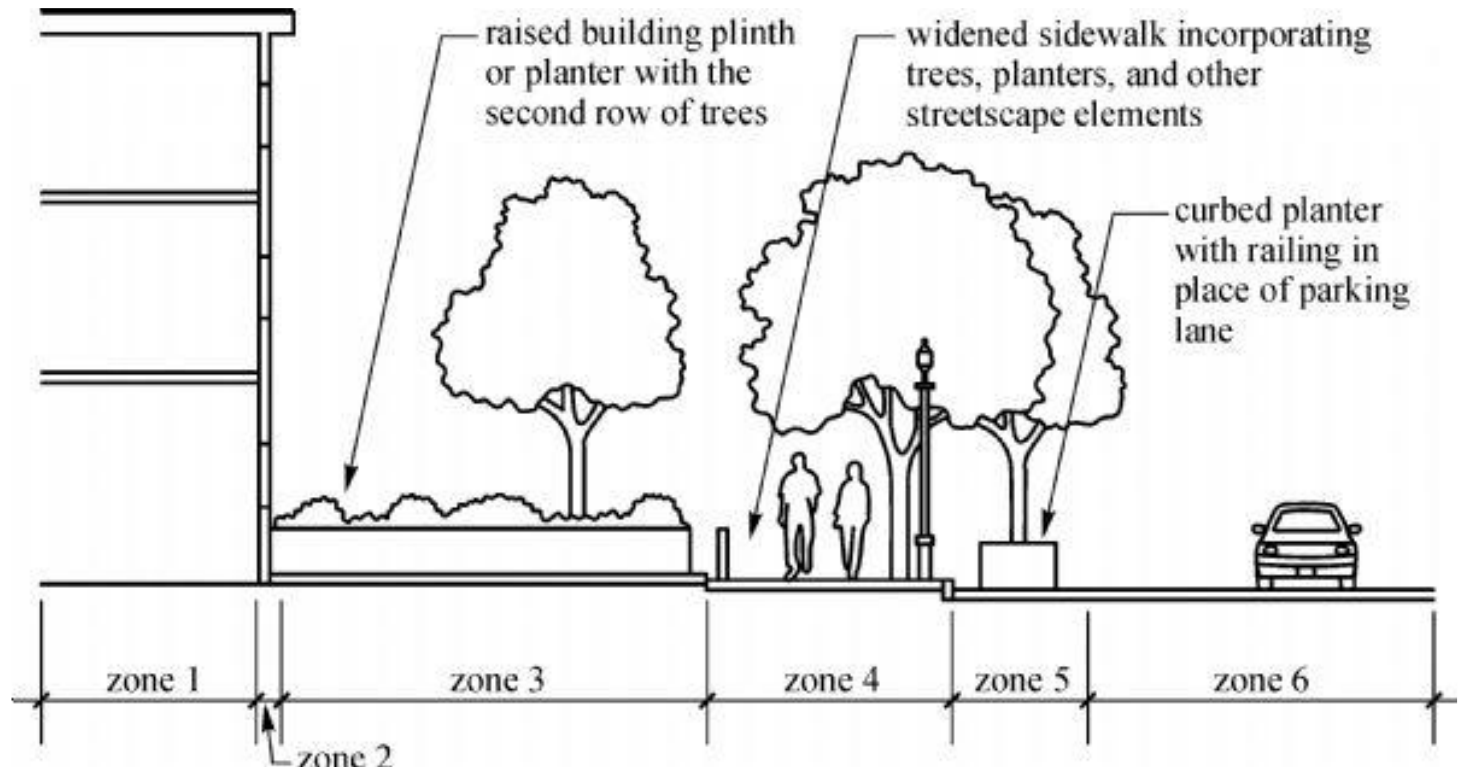 raised building plinth
or planter with the
second row of trees
widened sidewalk incorporating
trees, planters, and other
streetscape elements
curbed planter
with railing in
place of parking
lane
zone 1
zone 3
zone 4
zone 5
zone 6
zone 2